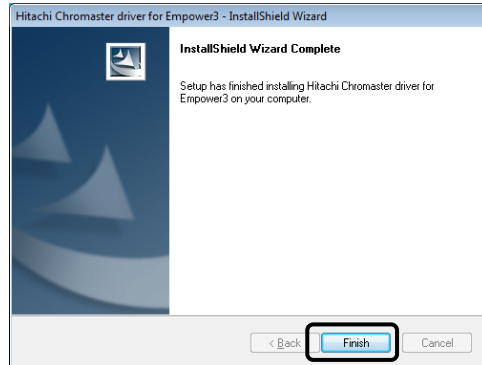 Hitachi Chromaster driver for Empower3 - InstallShield Wizard
InstallShield Wizard Complete
Setup has finished installing Hitachi Chromaster driver for
Empower3 on your computer.
< Back
Finish
Cancel